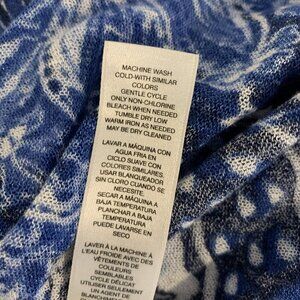 MACHINE WASH
COLD-WITH SIMILAR
COLORS
GENTLE CYCLE
ONLY NON-CHLORINE
BLEACH WHEN NEEDED
TUMBLE DRY LOW
WARM IRON AS NEEDED
MAY BE DRY CLEANED
LAVAR A MÁQUINA CON
AGUA FRIA EN
CICLO SUAVE CON
COLORES SIMILARES.
USAR BLANQUEADOR
SIN CLORO CUANDO SE
NECESITE.
SECAR A MÁQUINA A
BAJA TEMPERATURA
PLANCHAR A BAJA
TEMPERATURA
PUEDE LAVARSE EN
SECO
LAVER À LA MACHINE À
L'EAU FROIDE AVEC DES
VÊTEMENTS DE
COULEURS
SEMBLABLES
CYCLE DÉLICAT
UTILISER SEULEMENT
UN AGENT DE